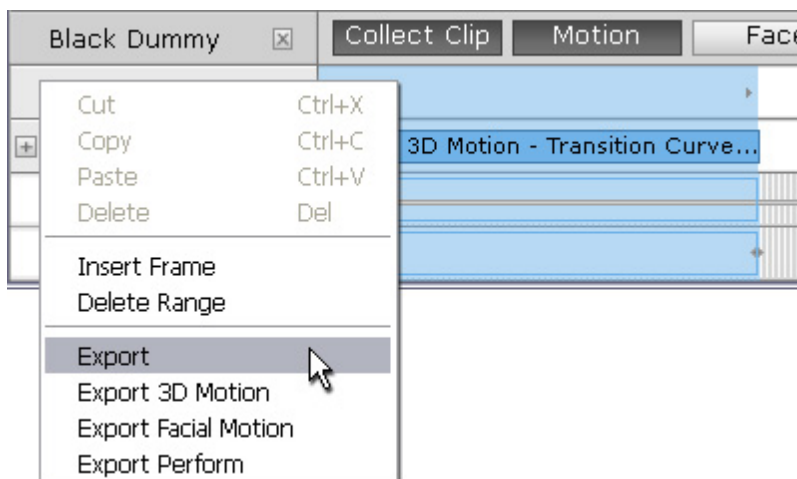 Black Dummy Collect Clip Motion Face
Cut Ctrl+X
Copy Ctrl+C
3D Motion - Transition Curve...
Paste Ctrl+V
Delete Del
Insert Frame
Delete Range
Export
Export 3D Motion
Export Facial Motion
Export Perform